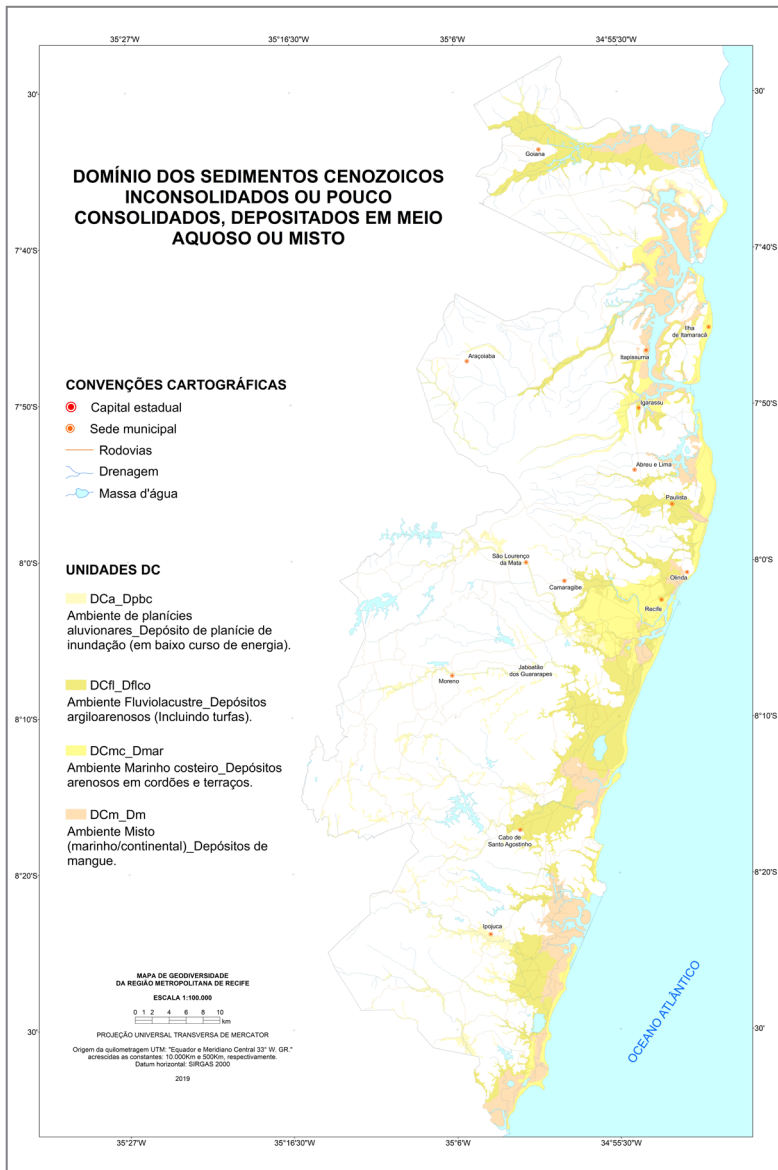 35°27'W
35°16'30"W
35°6'W
34°55'30"W
30'
30'
Goiana
DOMÍNIO DOS SEDIMENTOS CENOZOICOS
INCONSOLIDADOS OU POUCO
CONSOLIDADOS, DEPOSITADOS EM MEIO
AQUOSO OU MISTO
7°40'S
7°40'S
Ilha
de Itamaracá
Itapissuma
Araçoiaba
CONVENÇÕES CARTOGRÁFICAS
Capital estadual
Sede municipal
Rodovias
Drenagem
Massa d'água
7°50'S
7°50'S
Igarassu
Abreu e Lima
Paulista
8°0'S
8°0'S
São Lourenço
da Mata
Camaragibe
Olinda
Recife
UNIDADES DC
DCa_Dpbc
Ambiente de planícies
aluvionares_Depósito de planície de
inundação (em baixo curso de energia).
DCfl_Dflco
Ambiente Fluviolacustre_Depósitos
argiloarenosos (Incluindo turfas).
DCmc_Dmar
Ambiente Marinho costeiro_Depósitos
arenosos em cordões e terraços.
DCm_Dm
Ambiente Misto
(marinho/continental)_Depósitos de
mangue.
Jaboatão
dos Guararapes
Moreno
8°10'S
8°10'S
Cabo de
Santo Agostinho
8°20'S
8°20'S
Ipojuca
OCEANO ATLÂNTICO
MAPA DE GEODIVERSIDADE
DA REGIÃO METROPOLITANA DE RECIFE
ESCALA 1:100.000
0 1 2 4 6 8 10
km
PROJEÇÃO UNIVERSAL TRANSVERSA DE MERCATOR
Origem da quilometragem UTM: "Equador e Meridiano Central 33° W. GR."
acrescidas as constantes: 10.000Km e 500Km, respectivamente.
Datum horizontal: SIRGAS 2000
2019
30'
30'
35°27'W
35°16'30"W
35°6'W
34°55'30"W